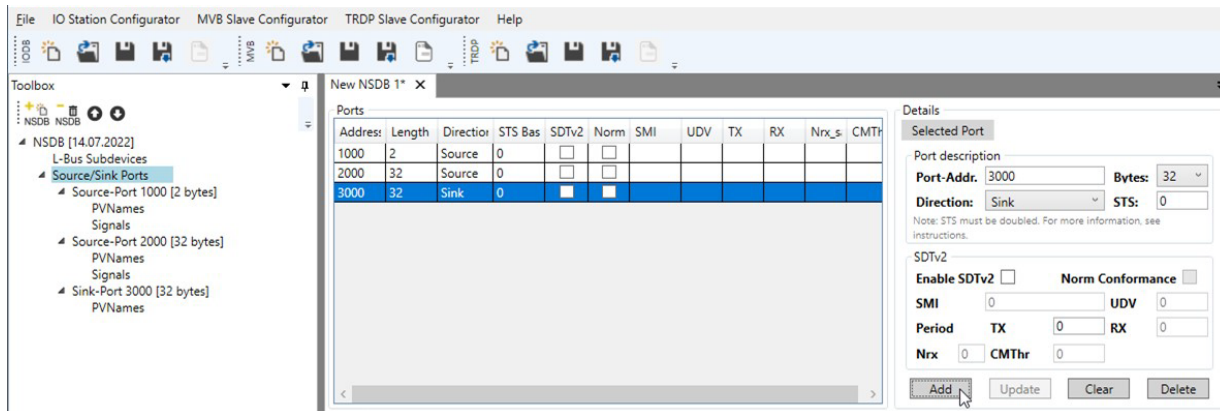 File IO Station Configurator MVB Slave Configurator TRDP Slave Configurator Help
IODB MVB TRDP
Toolbox
New NSDB 1* X
NSDB NSDB
NSDB [14.07.2022]
L-Bus Subdevices
Source/Sink Ports
Source-Port 1000 [2 bytes]
PVNames
Signals
Source-Port 2000 [32 bytes]
PVNames
Signals
Sink-Port 3000 [32 bytes]
PVNames
Ports
Address Length Direction STS Bas SDTv2 Norm SMI UDV TX RX Nrx_s CMTh
1000 2 Source 0
2000 32 Source 0
3000 32 Sink 0
Details
Selected Port
Port description
Port-Addr. 3000 Bytes: 32
Direction: Sink STS: 0
Note: STS must be doubled. For more information, see
instructions.
SDTv2
Enable SDTv2 Norm Conformance
SMI 0 UDV 0
Period TX 0 RX 0
Nrx 0 CMThr 0
Add Update Clear Delete